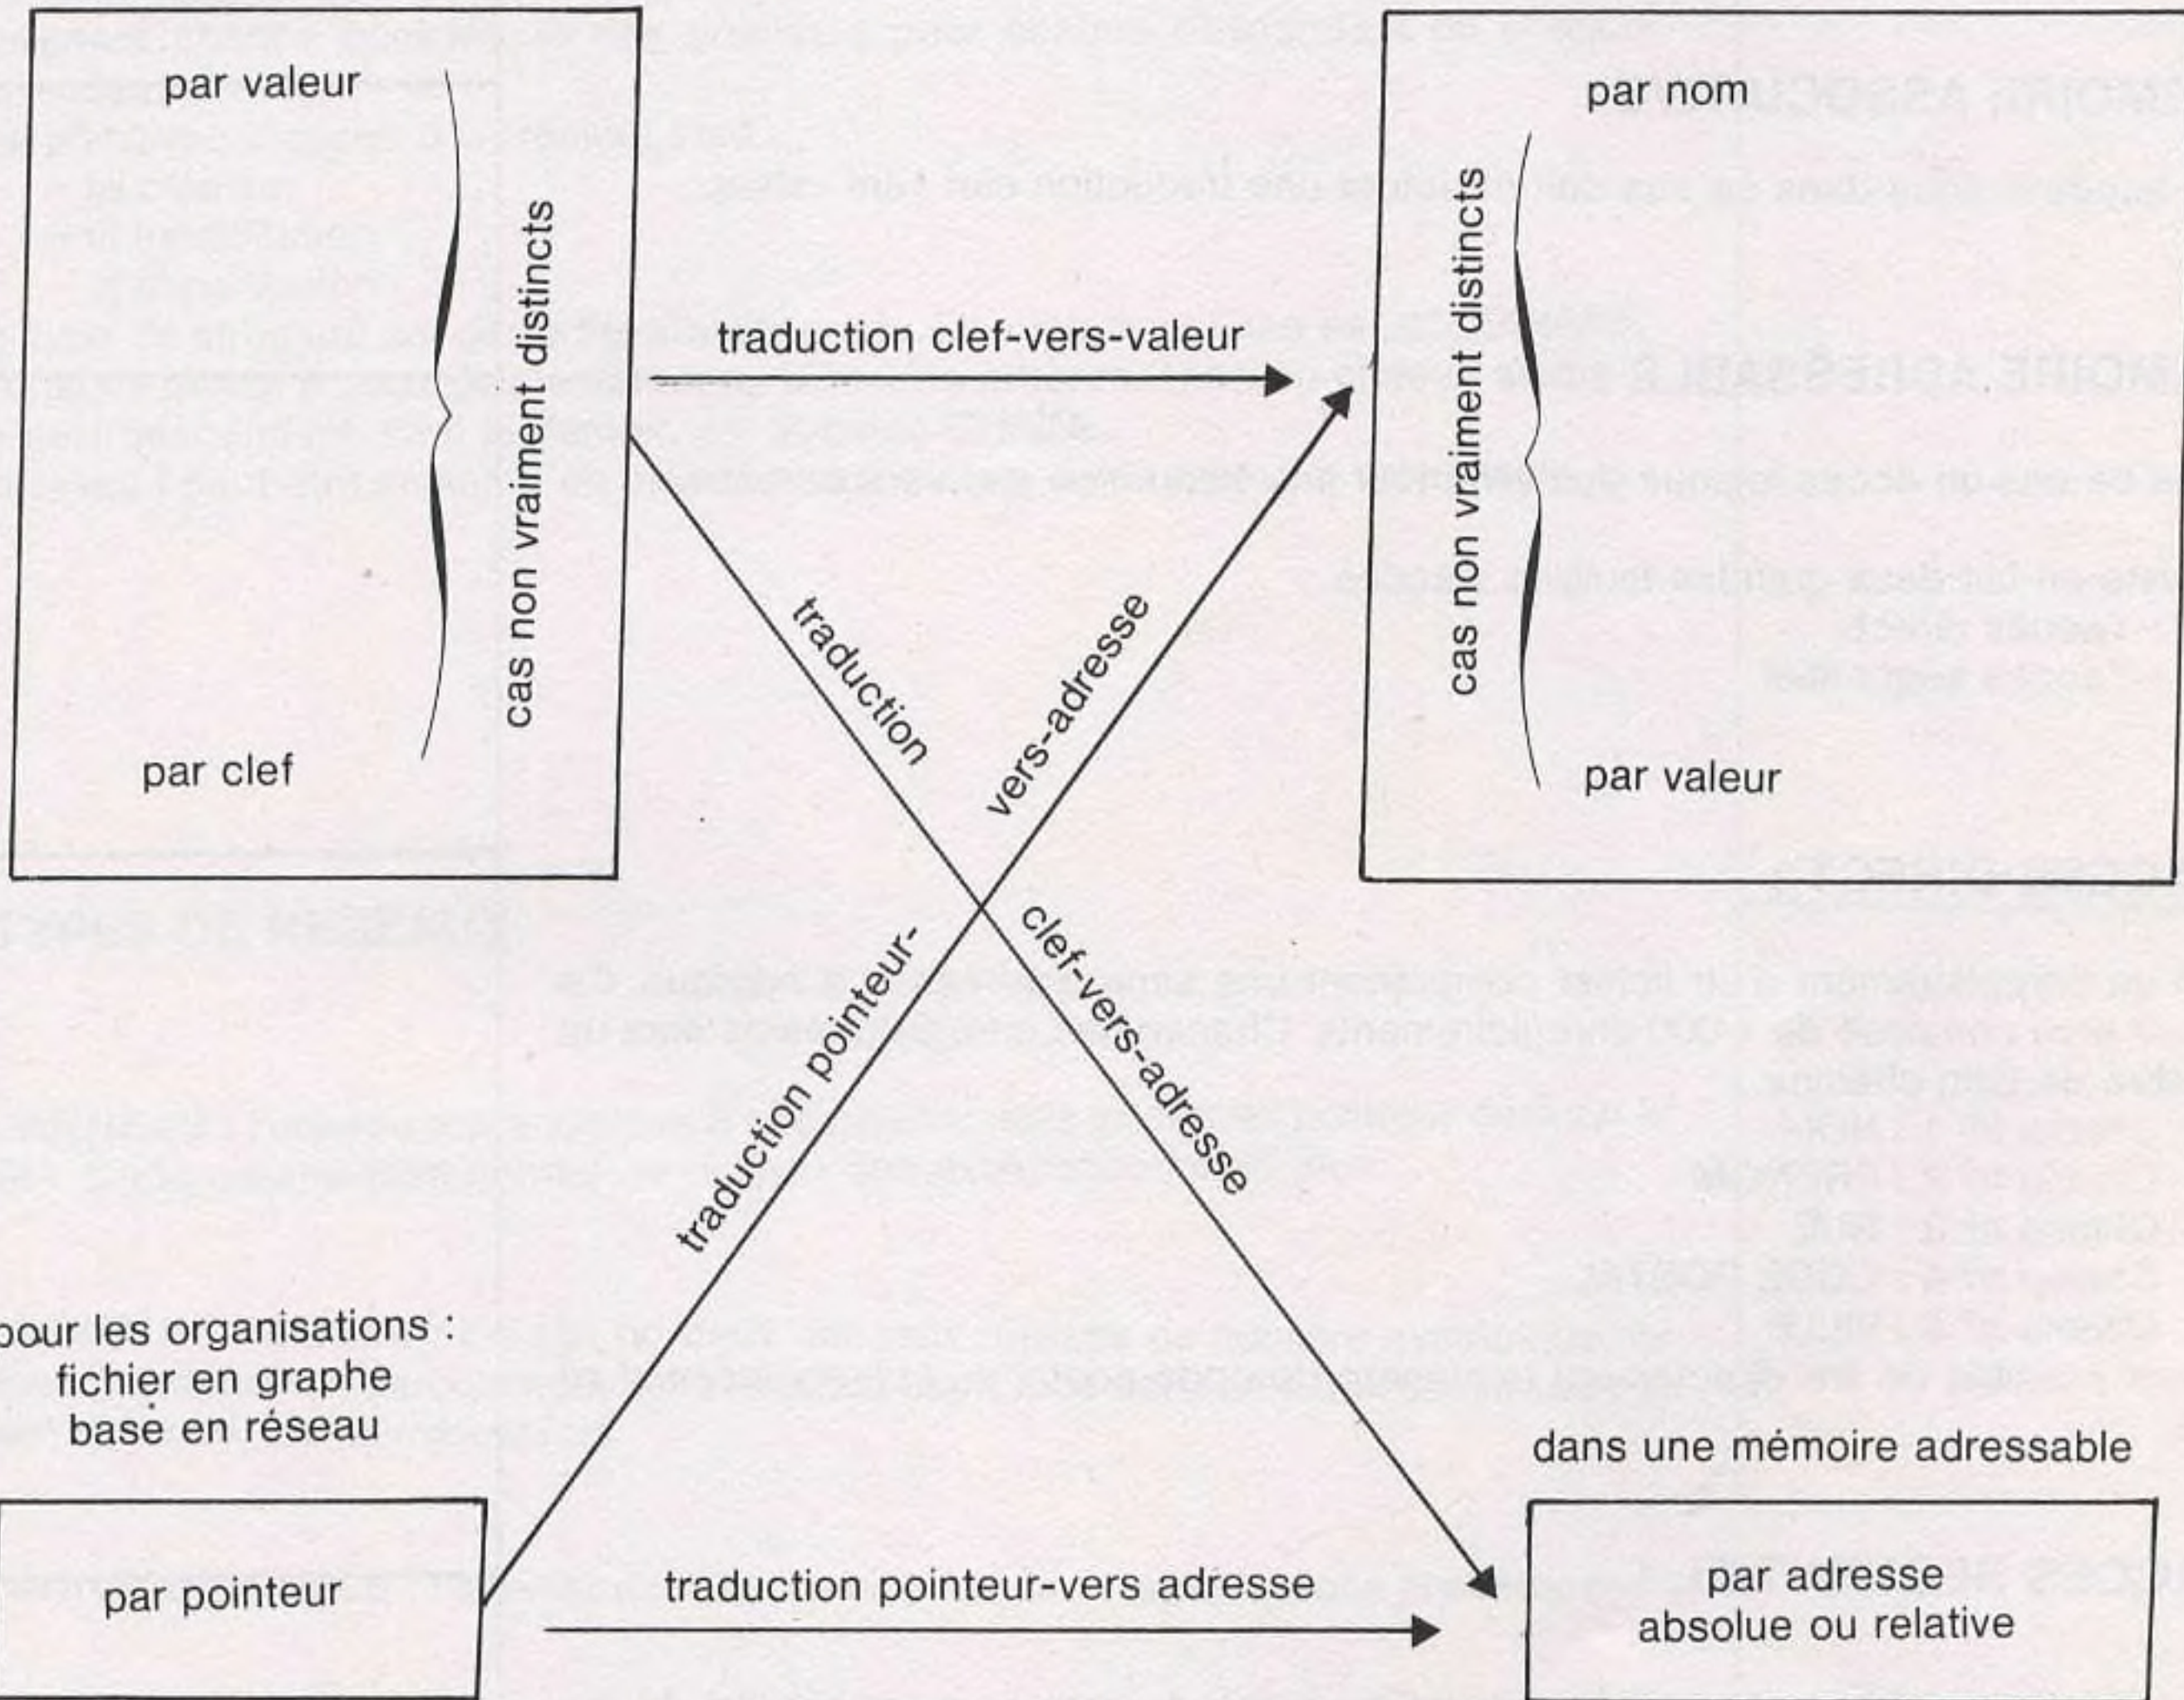 par valeur
par clef
cas non vraiment distincts
traduction clef-vers-valeur
par nom
cas non vraiment distincts
par valeur
traduction
vers-adresse
traduction pointeur-
clef-vers-adresse
pour les organisations :
fichier en graphe
base en réseau
par pointeur
traduction pointeur-vers adresse
dans une mémoire adressable
par adresse
absolue ou relative